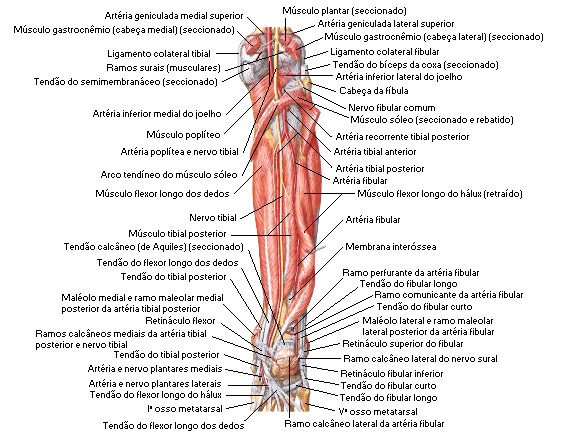 Artéria geniculada medial superior
Músculo gastrocnêmio (cabeça medial) (seccionado)
Ligamento colateral tibial
Ramos surais (musculares)
Tendão do semimembranáceo (seccionado)
Artéria inferior medial do joelho
Músculo poplíteo
Artéria poplítea e nervo tibial
Arco tendíneo do músculo sóleo
Músculo flexor longo dos dedos
Nervo tibial
Músculo tibial posterior
Tendão calcâneo (de Aquiles) (seccionado)
Tendão do flexor longo dos dedos
Tendão do tibial posterior
Maléolo medial e ramo maleolar medial
posterior da artéria tibial posterior
Retináculo flexor
Ramos calcâneos mediais da artéria tibial
posterior e nervo tibial
Tendão do tibial posterior
Artéria e nervo plantares mediais
Artéria e nervo plantares laterais
Tendão do flexor longo do hálux
Iº osso metatarsal
Tendão do flexor longo dos dedos
Músculo plantar (seccionado)
Artéria geniculada lateral superior
Músculo gastrocnêmio (cabeça lateral) (seccionado)
Ligamento colateral fibular
Tendão do bíceps da coxa (seccionado)
Artéria inferior lateral do joelho
Cabeça da fíbula
Nervo fibular comum
Músculo sóleo (seccionado e rebatido)
Artéria recorrente tibial posterior
Artéria tibial anterior
Artéria tibial posterior
Artéria fibular
Músculo flexor longo do hálux (retraído)
Artéria fibular
Membrana interóssea
Ramo perfurante da artéria fibular
Tendão do fibular longo
Ramo comunicante da artéria fibular
Tendão do fibular curto
Maléolo lateral e ramo maleolar
lateral posterior da artéria fibular
Retináculo superior do fibular
Ramo calcâneo lateral do nervo sural
Retináculo fibular inferior
Tendão do fibular curto
Tendão do fibular longo
Vº osso metatarsal
Ramo calcâneo lateral da artéria fibular